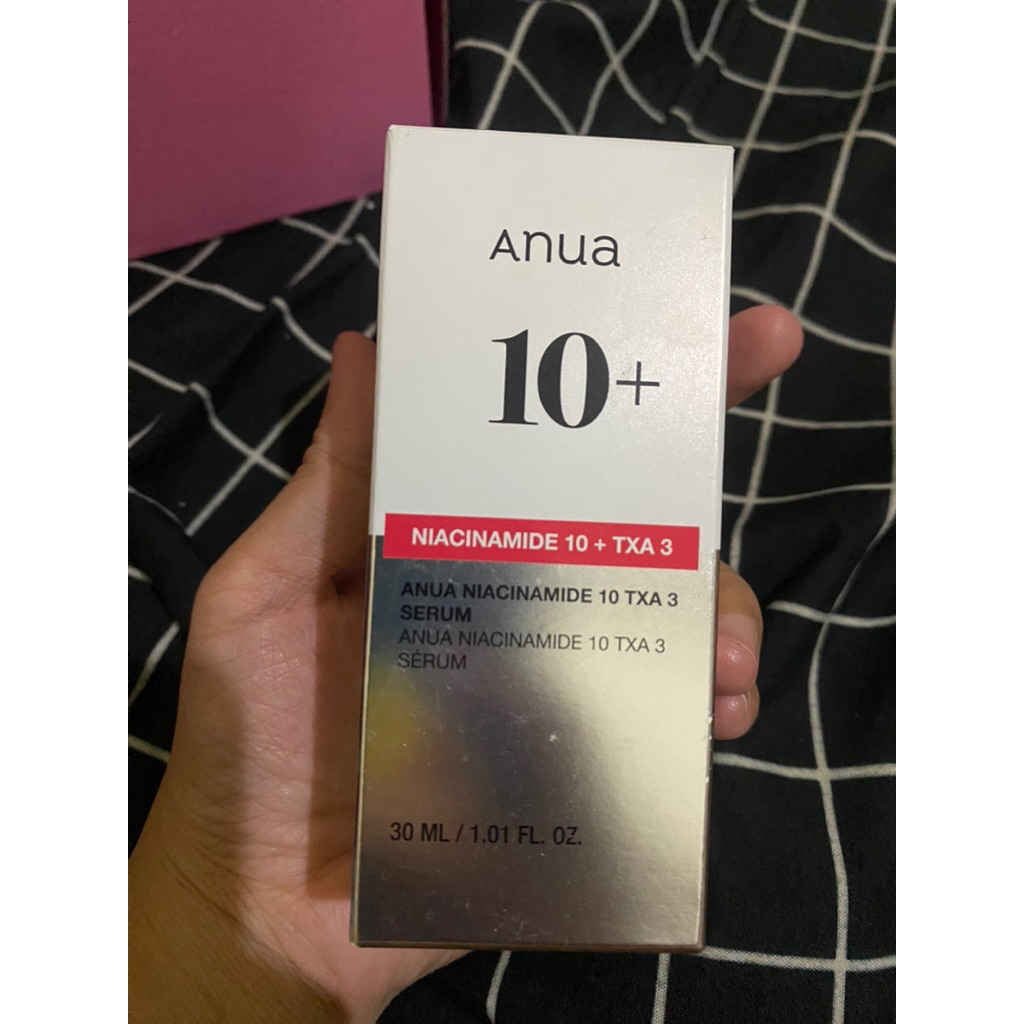 Anua
10+
NIACINAMIDE 10 + TXA 3
ANUA NIACINAMIDE 10 TXA 3
SERUM
ANUA NIACINAMIDE 10 TXA 3
SÉRUM
30 ML / 1.01 FL. OZ.